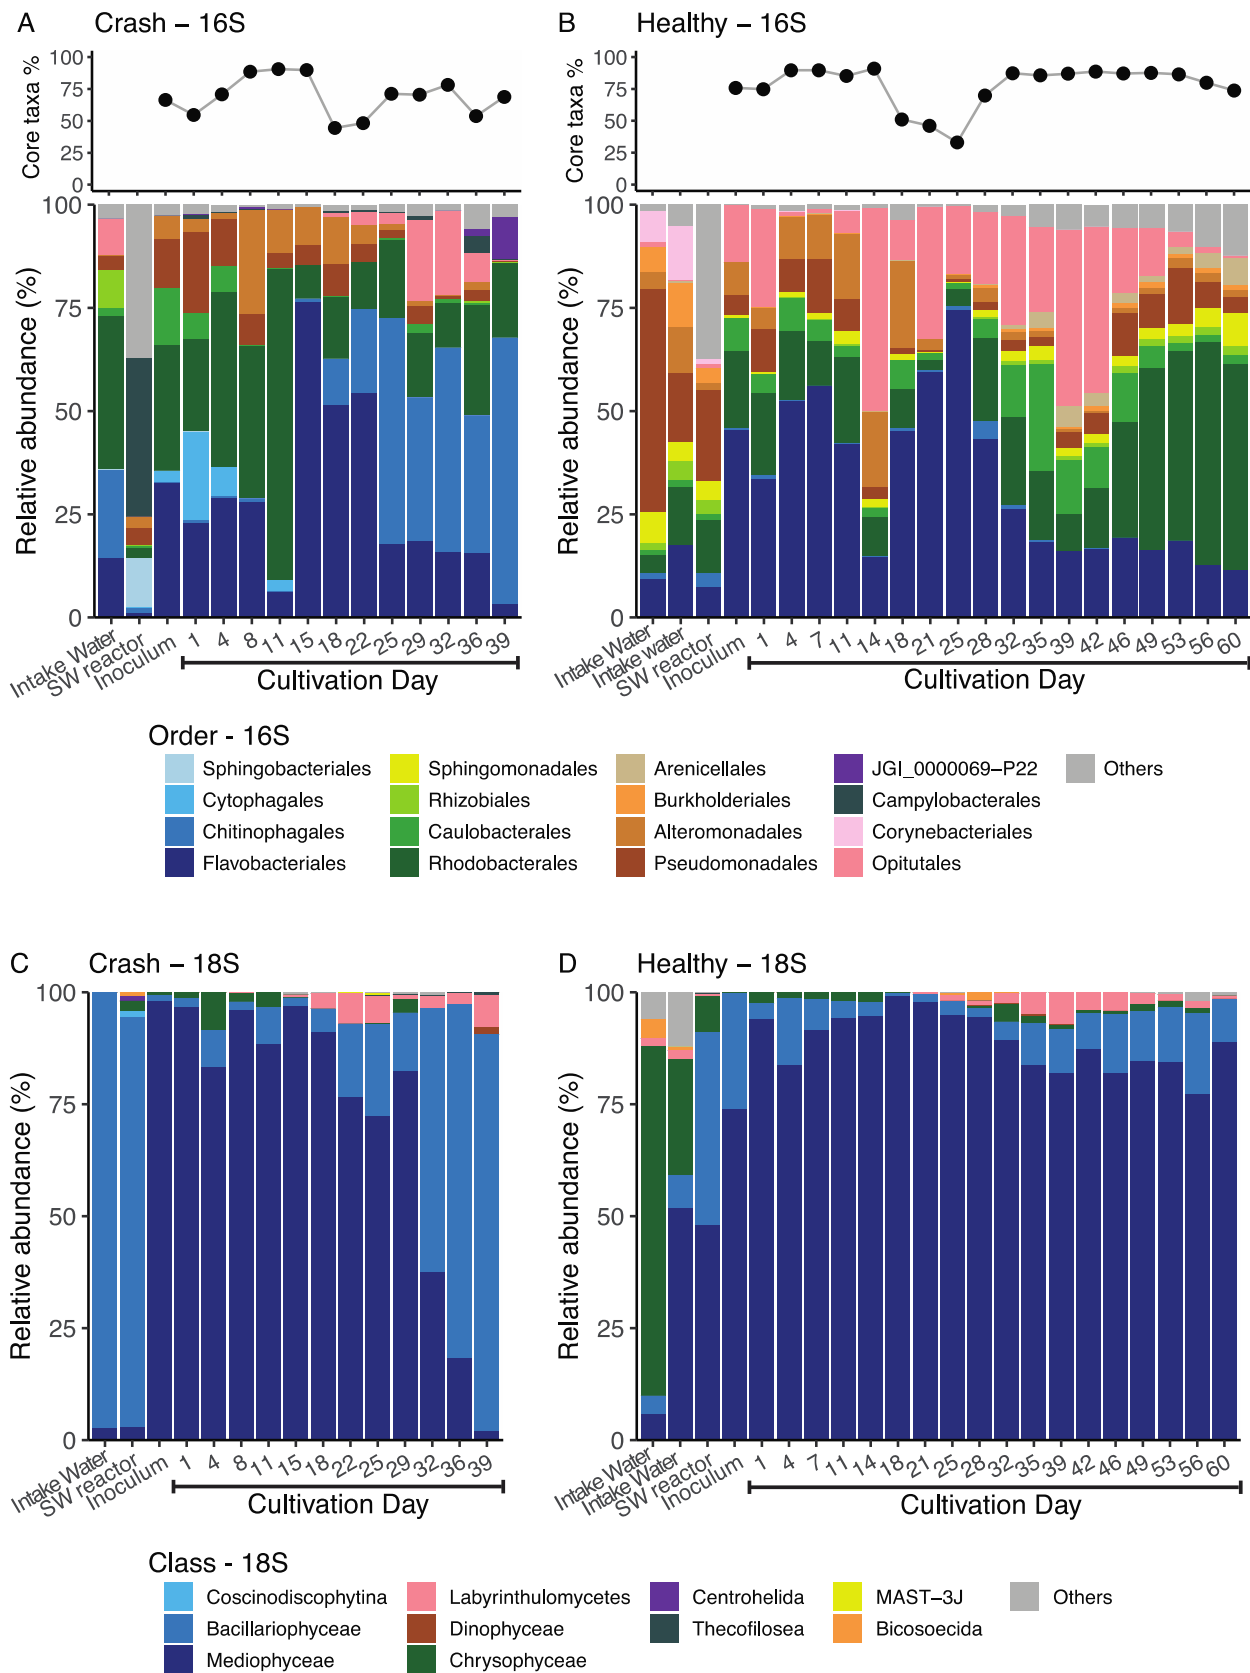 A Crash – 16S
Core taxa %
100
75
50
25
0
Relative abundance (%)
100
75
50
25
0
Intake Water
SW reactor
Inoculum
1 4 8 11 15 18 22 25 29 32 36 39
Cultivation Day
B Healthy – 16S
Core taxa %
100
75
50
25
0
Relative abundance (%)
100
75
50
25
0
Intake Water
Intake water
SW reactor
Inoculum
1 4 7 11 14 18 21 25 28 32 35 39 42 46 49 53 56 60
Cultivation Day
Order - 16S
Sphingobacteriales Sphingomonadales Arenicellales JGI_0000069–P22 Others
Cytophagales Rhizobiales Burkholderiales Campylobacterales
Chitinophagales Caulobacterales Alteromonadales Corynebacteriales
Flavobacteriales Rhodobacterales Pseudomonadales Opitutales
C Crash – 18S
Relative abundance (%)
100
75
50
25
0
Intake Water
SW reactor
Inoculum
1 4 8 11 15 18 22 25 29 32 36 39
Cultivation Day
D Healthy – 18S
Relative abundance (%)
100
75
50
25
0
Intake Water
Intake Water
SW reactor
Inoculum
1 4 7 11 14 18 21 25 28 32 35 39 42 46 49 53 56 60
Cultivation Day
Class - 18S
Coscinodiscophytina Labyrinthulomycetes Centrohelida MAST–3J Others
Bacillariophyceae Dinophyceae Thecofilosea Bicosoecida
Mediophyceae Chrysophyceae